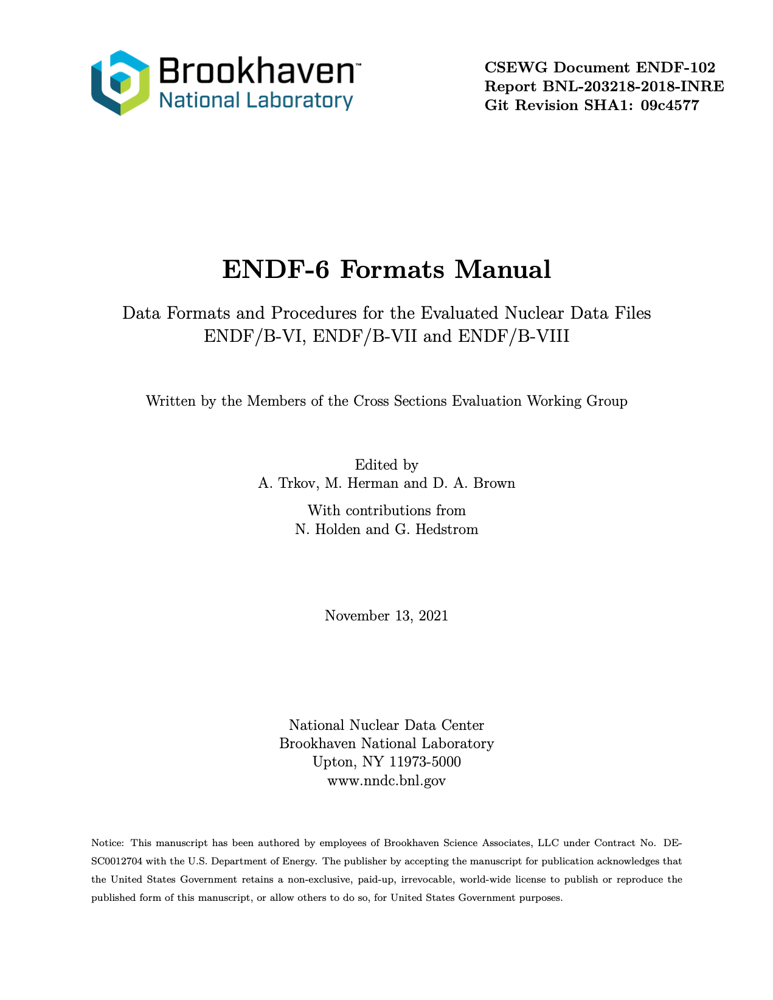 Brookhaven™
National Laboratory
CSEWG Document ENDF-102
Report BNL-203218-2018-INRE
Git Revision SHA1: 09c4577
ENDF-6 Formats Manual
Data Formats and Procedures for the Evaluated Nuclear Data Files
ENDF/B-VI, ENDF/B-VII and ENDF/B-VIII
Written by the Members of the Cross Sections Evaluation Working Group
Edited by
A. Trkov, M. Herman and D. A. Brown
With contributions from
N. Holden and G. Hedstrom
November 13, 2021
National Nuclear Data Center
Brookhaven National Laboratory
Upton, NY 11973-5000
www.nndc.bnl.gov
Notice: This manuscript has been authored by employees of Brookhaven Science Associates, LLC under Contract No. DE-
SC0012704 with the U.S. Department of Energy. The publisher by accepting the manuscript for publication acknowledges that
the United States Government retains a non-exclusive, paid-up, irrevocable, world-wide license to publish or reproduce the
published form of this manuscript, or allow others to do so, for United States Government purposes.